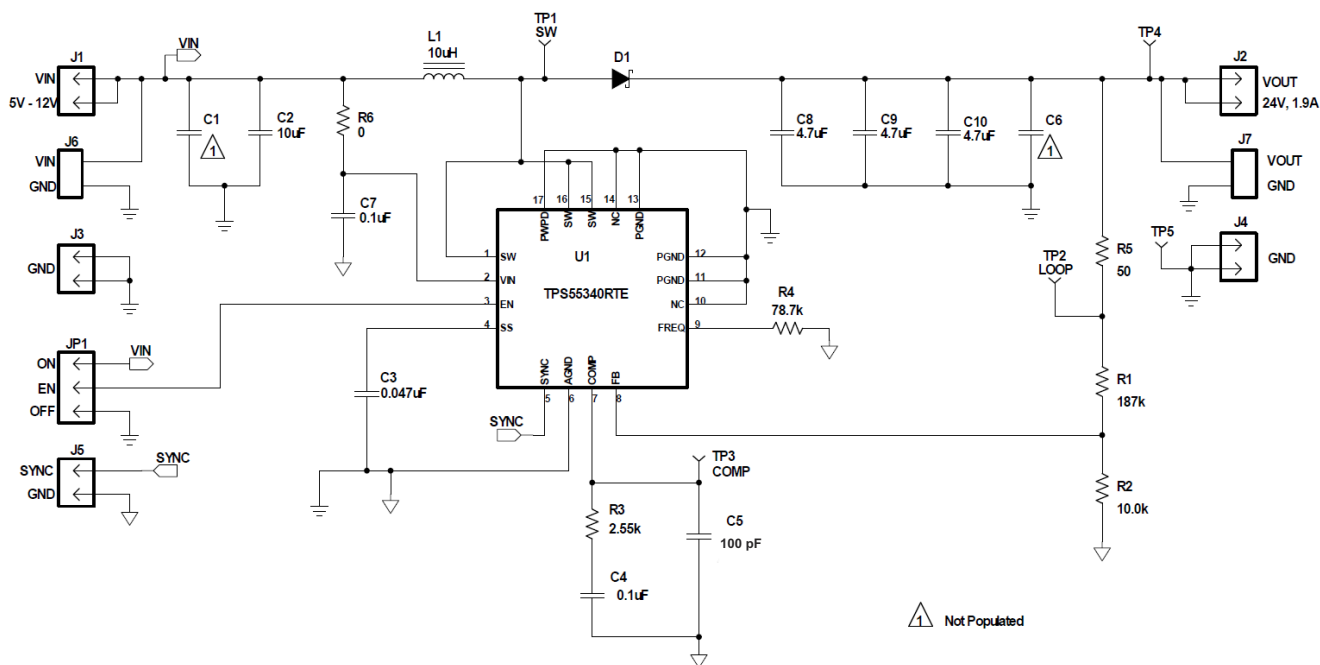 TP1
SW
VIN
L1
10uH
J1
VIN
5V - 12V
D1
TP4
J2
VOUT
24V, 1.9A
C1
1
C2
10uF
R6
0
C8
4.7uF
C9
4.7uF
C10
4.7uF
C6
1
J6
VIN
GND
J7
VOUT
GND
C7
0.1uF
17
16
15
14
13
PWPD
SW
SW
NC
PGND
U1
TPS55340RTE
1
SW
2
VIN
3
EN
4
SS
PGND
12
PGND
11
NC
10
FREQ
9
SYNC
AGND
COMP
FB
5
6
7
8
J3
GND
R4
78.7k
TP2
LOOP
R5
50
TP5
J4
GND
JP1
ON
EN
OFF
VIN
C3
0.047uF
R1
187k
SYNC
J5
SYNC
GND
SYNC
TP3
COMP
R2
10.0k
R3
2.55k
C5
100 pF
C4
0.1uF
1
Not Populated